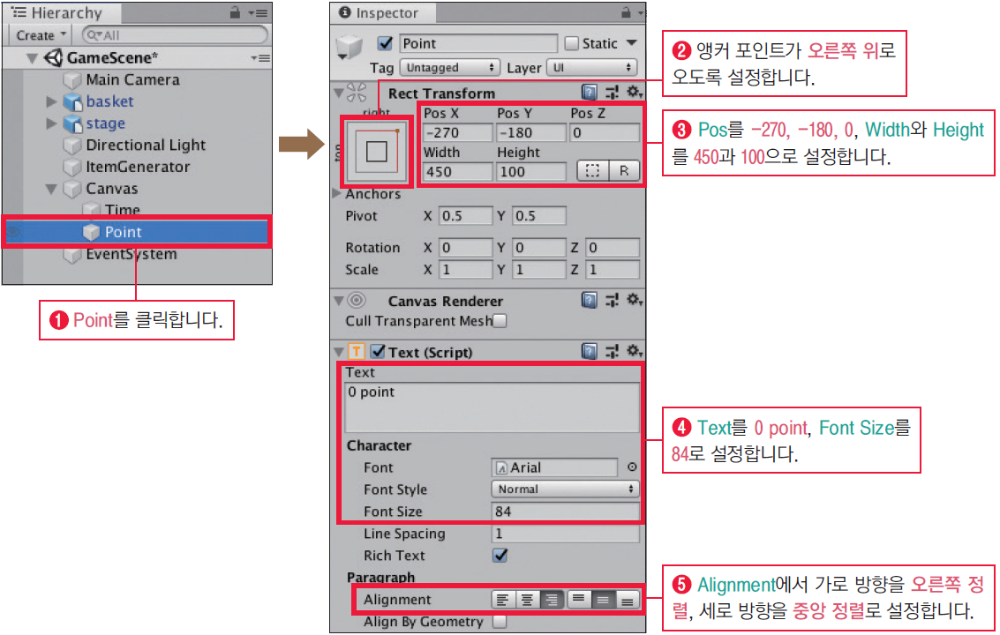 Hierarchy
Create
All
GameScene*
Main Camera
basket
stage
Directional Light
ItemGenerator
Canvas
Time
Point
EventSystem
❶ Point를 클릭합니다.
Inspector
Point Static
Tag Untagged Layer UI
Rect Transform
right
top
Pos X Pos Y Pos Z
-270 -180 0
Width Height
450 100
R
Anchors
Pivot X 0.5 Y 0.5
Rotation X 0 Y 0 Z 0
Scale X 1 Y 1 Z 1
Canvas Renderer
Cull Transparent Mesh
T Text (Script)
Text
0 point
Character
Font Arial
Font Style Normal
Font Size 84
Line Spacing 1
Rich Text
Paragraph
Alignment
Align By Geometry
❷ 앵커 포인트가 오른쪽 위로
오도록 설정합니다.
❸ Pos를 -270, -180, 0, Width와 Height
를 450과 100으로 설정합니다.
❹ Text를 0 point, Font Size를
84로 설정합니다.
❺ Alignment에서 가로 방향을 오른쪽 정
렬, 세로 방향을 중앙 정렬로 설정합니다.